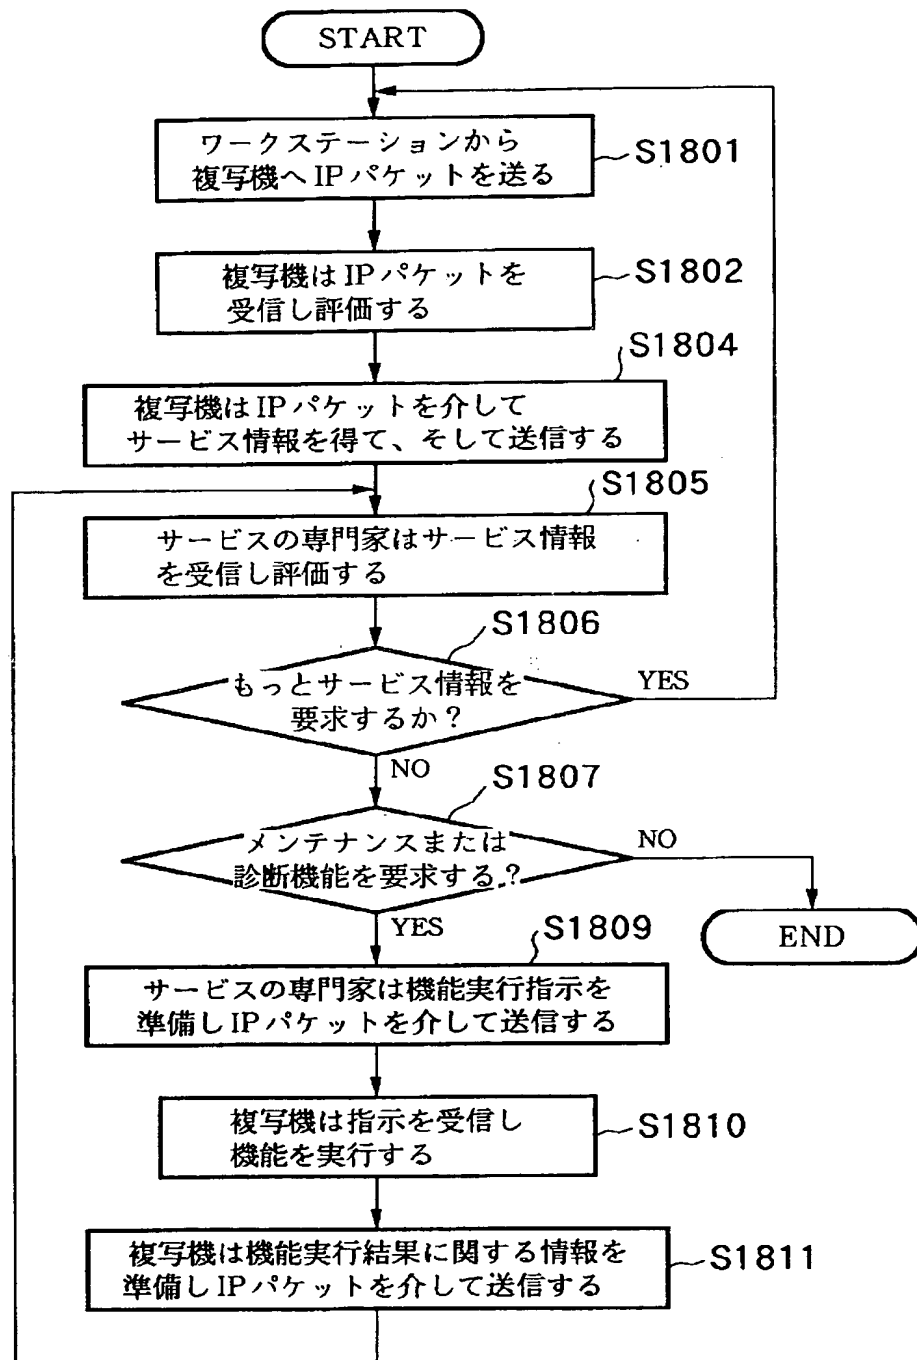 START
ワークステーションから
複写機へIPパケットを送る
S1801
複写機はIPパケットを
受信し評価する
S1802
S1804
複写機はIPパケットを介して
サービス情報を得て、そして送信する
S1805
サービスの専門家はサービス情報
を受信し評価する
S1806
もっとサービス情報を
要求するか?
YES
NO
S1807
メンテナンスまたは
診断機能を要求する?
NO
YES
END
S1809
サービスの専門家は機能実行指示を
準備しIPパケットを介して送信する
複写機は指示を受信し
機能を実行する
S1810
複写機は機能実行結果に関する情報を
準備しIPパケットを介して送信する
S1811